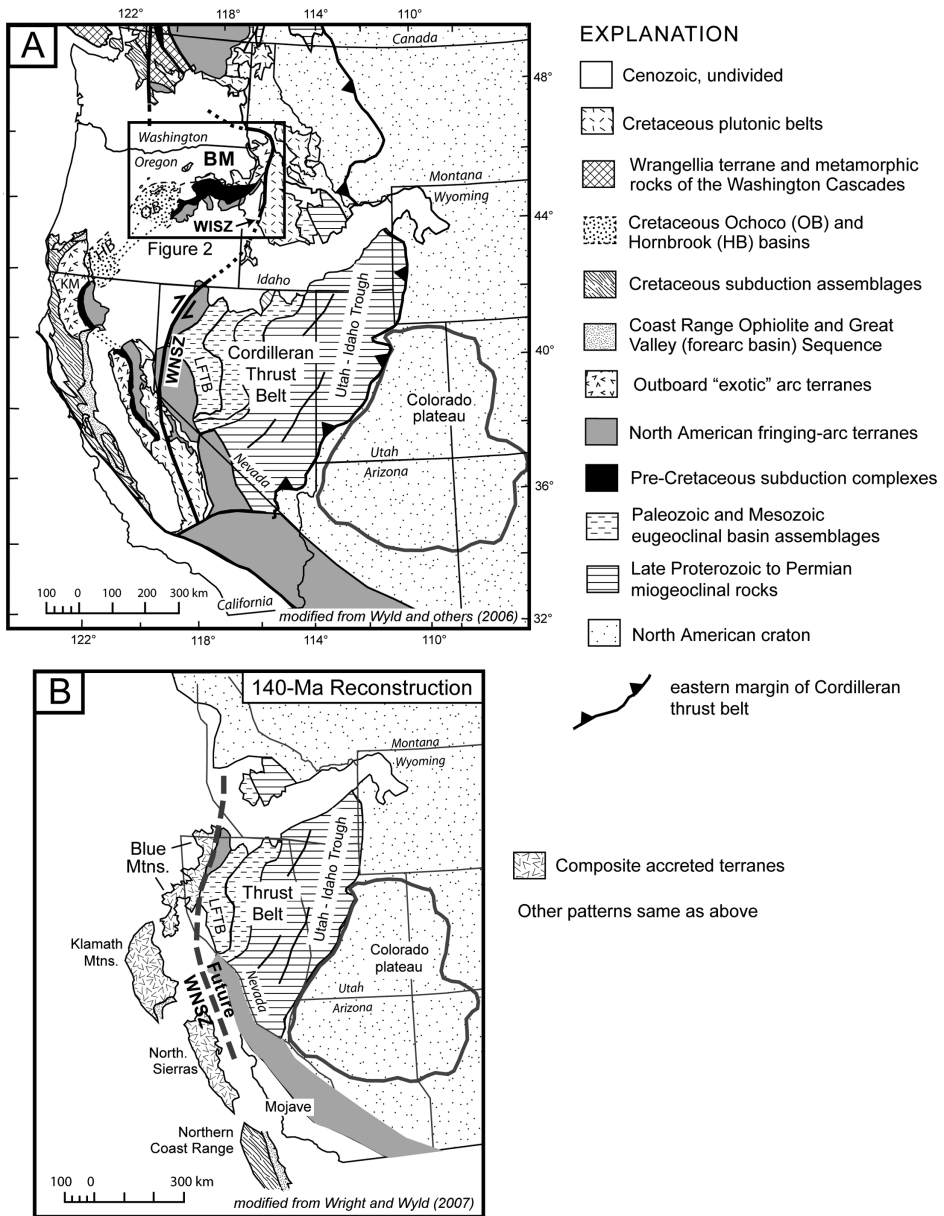 122°
118°
114°
110°
A
Canada
48°
Washington
Oregon
BM
OB
WISZ
Figure 2
Montana
Wyoming
44°
HB
KM
Idaho
WNSZ
LFTB
Cordilleran
Thrust
Belt
Utah - Idaho Trough
40°
Colorado
plateau
Utah
Arizona
Nevada
36°
100 0 100 200 300 km
California
modified from Wyld and others (2006)
32°
122°
118°
114°
110°
EXPLANATION
Cenozoic, undivided
Cretaceous plutonic belts
Wrangellia terrane and metamorphic
rocks of the Washington Cascades
Cretaceous Ochoco (OB) and
Hornbrook (HB) basins
Cretaceous subduction assemblages
Coast Range Ophiolite and Great
Valley (forearc basin) Sequence
Outboard “exotic” arc terranes
North American fringing-arc terranes
Pre-Cretaceous subduction complexes
Paleozoic and Mesozoic
eugeoclinal basin assemblages
Late Proterozoic to Permian
miogeoclinal rocks
North American craton
eastern margin of Cordilleran
thrust belt
B
140-Ma Reconstruction
Montana
Wyoming
Blue
Mtns.
Thrust
Belt
LFTB
Utah - Idaho Trough
Klamath
Mtns.
Future
WNSZ
Nevada
Colorado
plateau
Utah
Arizona
North.
Sierras
Mojave
Northern
Coast Range
100 0 300 km
modified from Wright and Wyld (2007)
Composite accreted terranes
Other patterns same as above